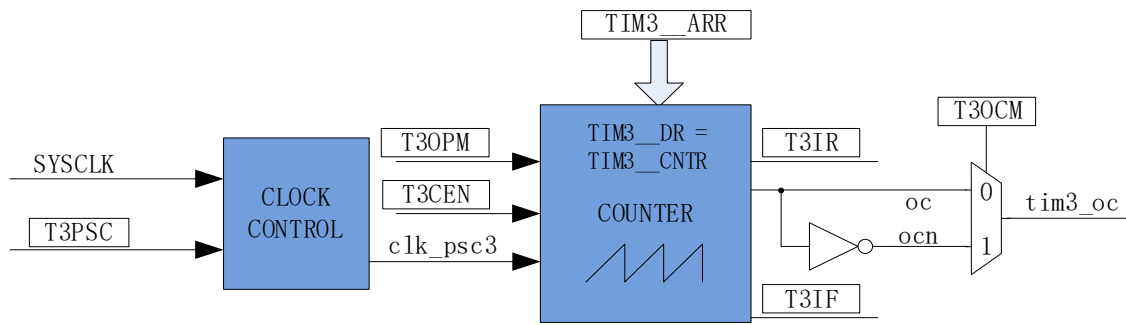 TIM3__ARR
SYSCLK
T3PSC
CLOCK
CONTROL
T3OPM
T3CEN
clk_psc3
TIM3__DR =
TIM3__CNTR
COUNTER
T3IR
oc
ocn
T3IF
T3OCM
0
1
tim3_oc